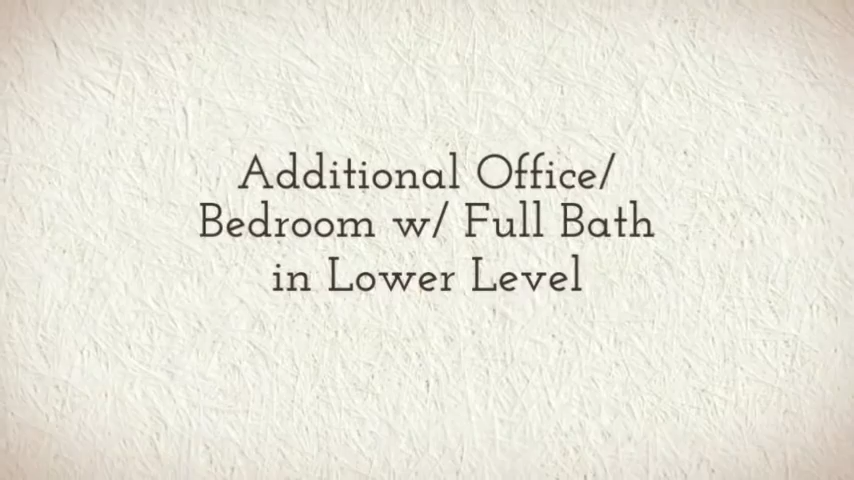 Additional Office/
Bedroom w/ Full Bath
in Lower Level